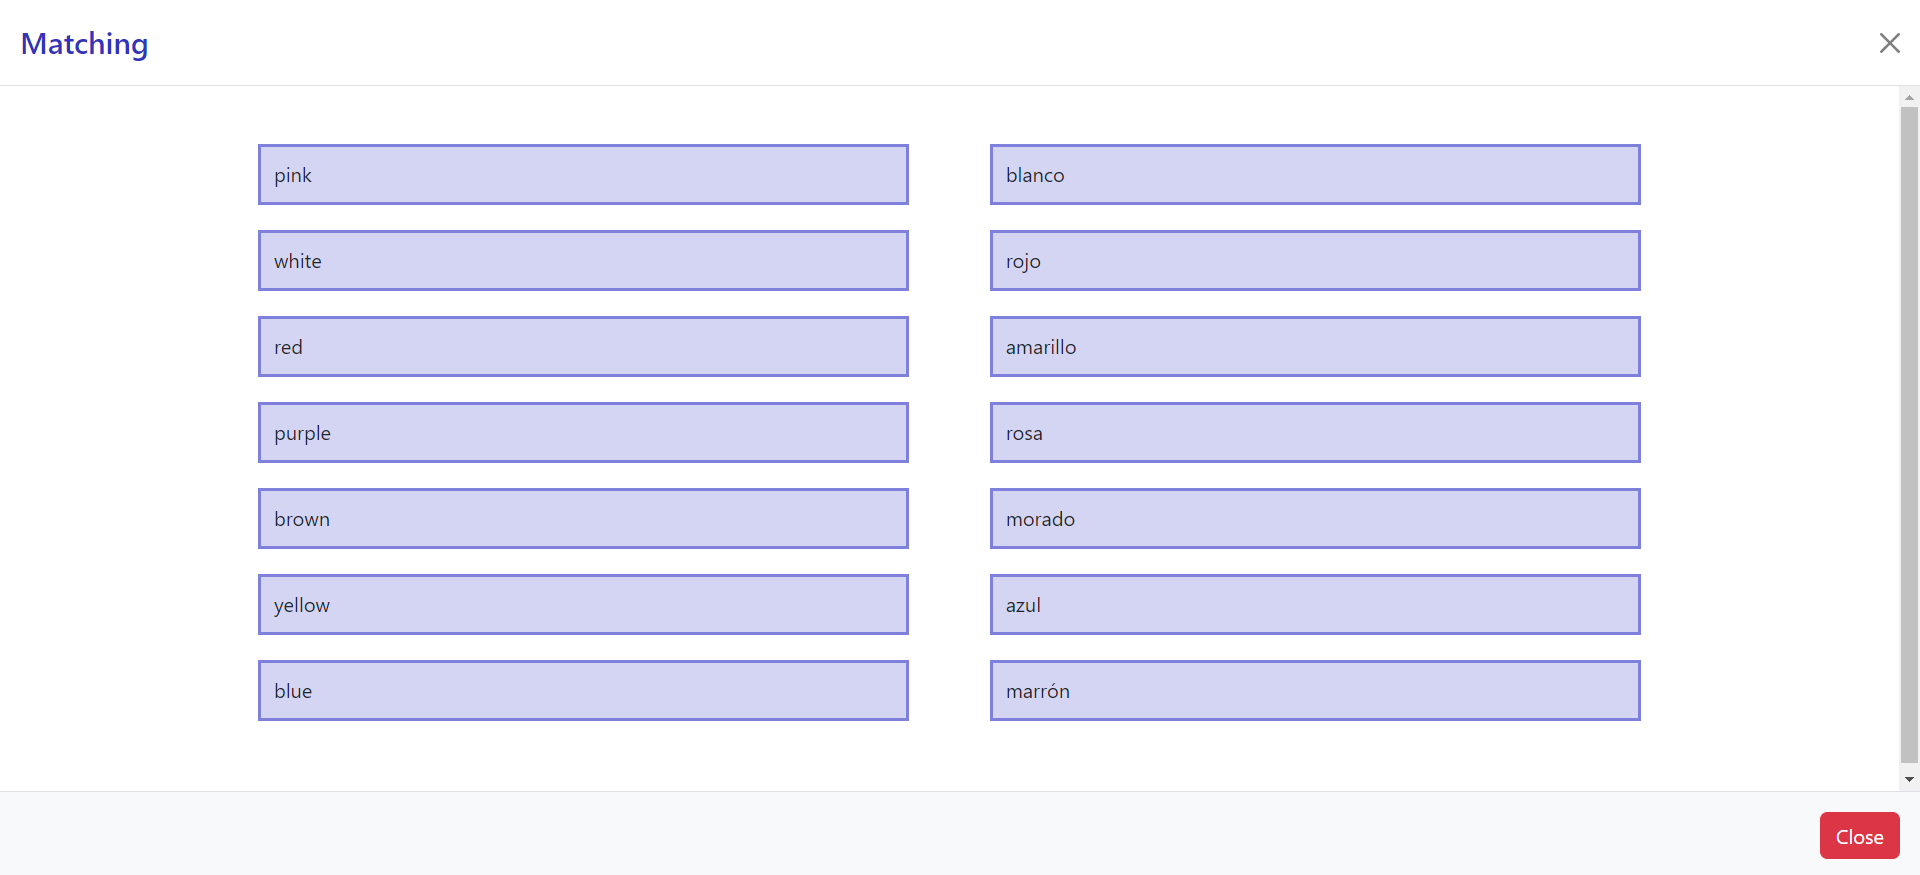 Matching
pink
blanco
white
rojo
red
amarillo
purple
rosa
brown
morado
yellow
azul
blue
marrón
Close